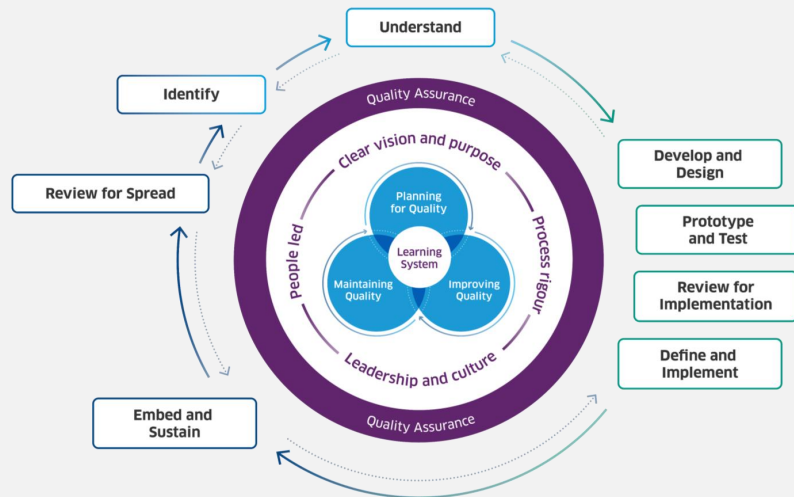 Understand
Identify
Quality Assurance
Clear vision and purpose
Develop and
Design
Review for Spread
Planning
for Quality
Prototype
and Test
People led
Learning
System
Process rigour
Maintaining
Quality
Improving
Quality
Review for
Implementation
Leadership and culture
Define and
Implement
Embed and
Sustain
Quality Assurance